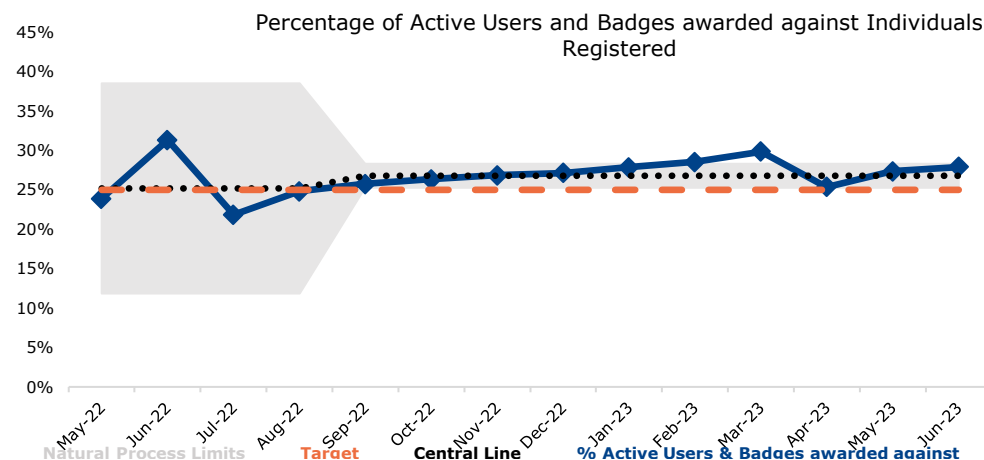 Percentage of Active Users and Badges awarded against Individuals
Registered
45%
40%
35%
30%
25%
20%
15%
10%
5%
0%
May-22 Jun-22 Jul-22 Aug-22 Sep-22 Oct-22 Nov-22 Dec-22 Jan-23 Feb-23 Mar-23 Apr-23 May-23 Jun-23
Natural Process Limits Target Central Line % Active Users & Badges awarded against